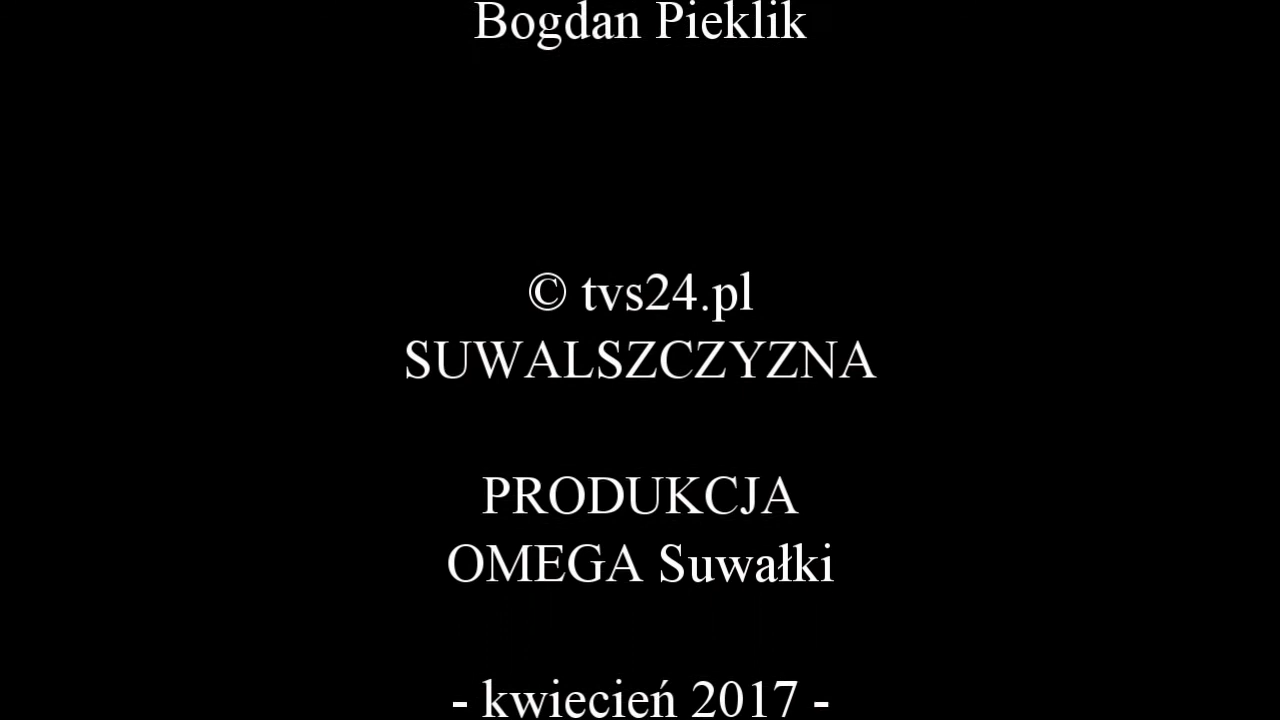 Bogdan Pieklik
© tvs24.pl
SUWALSZCZYZNA
PRODUKCJA
OMEGA Suwałki
- kwiecień 2017 -